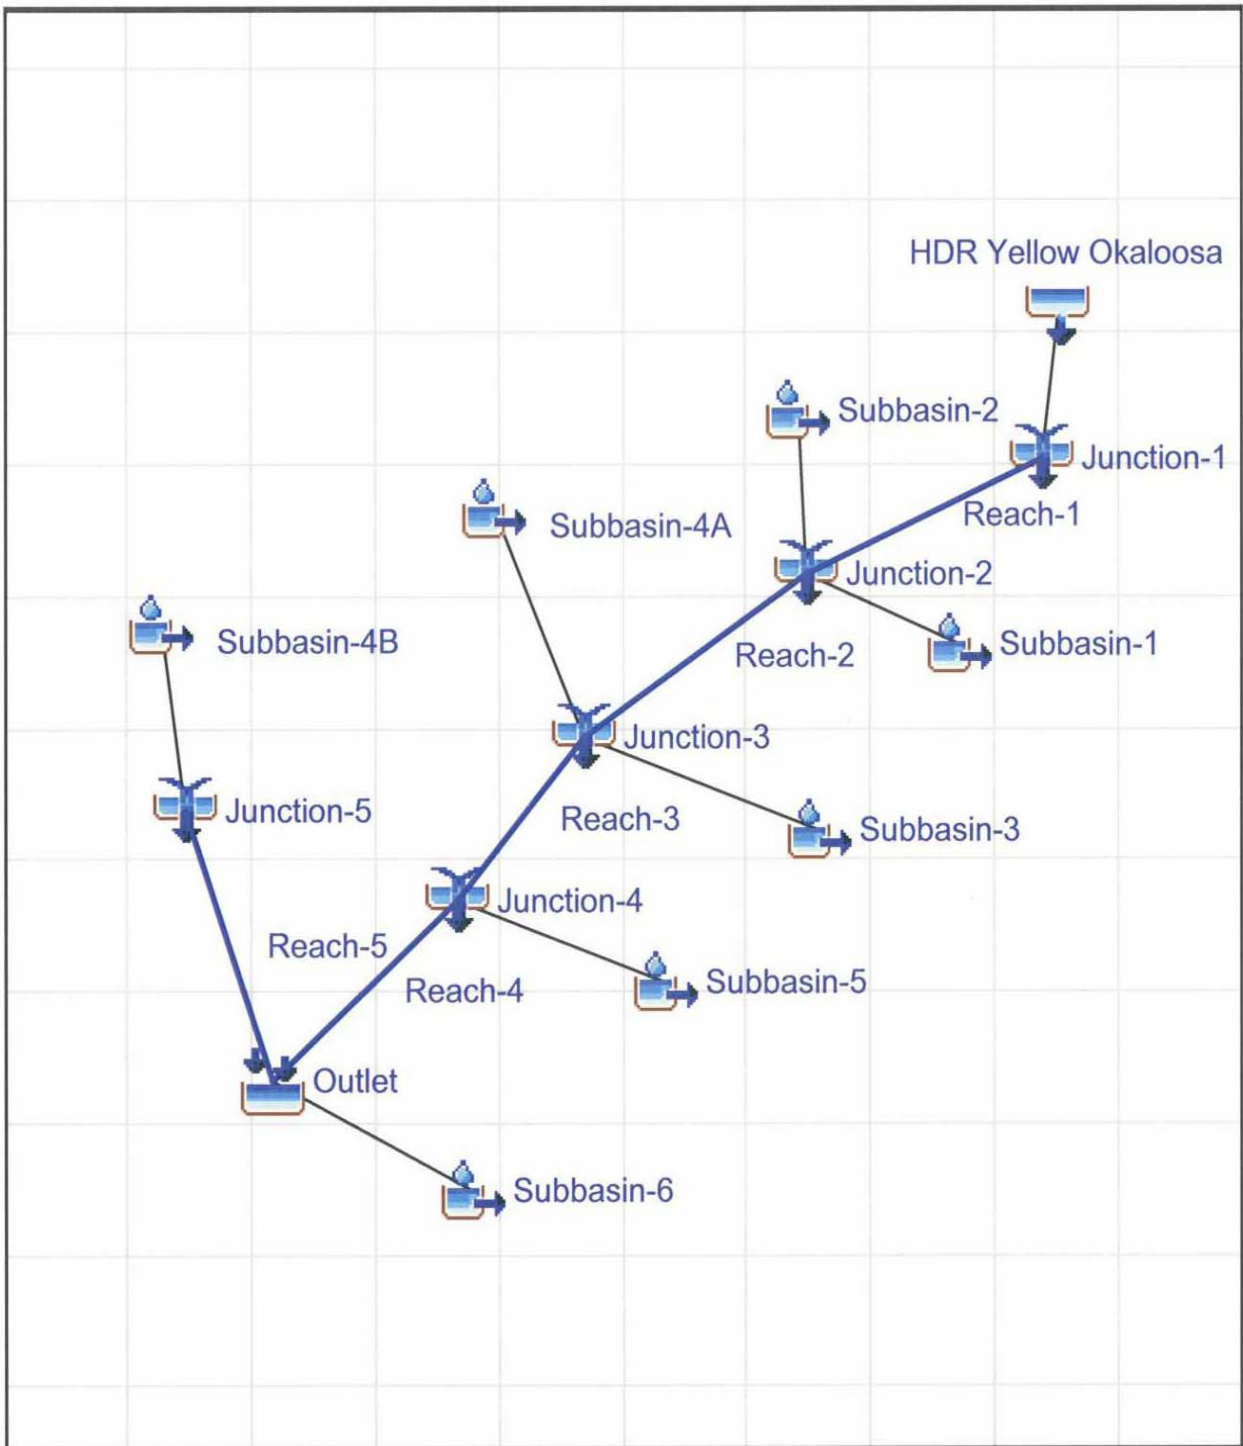 HDR Yellow Okaloosa
Subbasin-2
Junction-1
Reach-1
Subbasin-4A
Junction-2
Subbasin-4B
Subbasin-1
Reach-2
Junction-3
Junction-5
Reach-3
Subbasin-3
Junction-4
Reach-5
Subbasin-5
Reach-4
Outlet
Subbasin-6